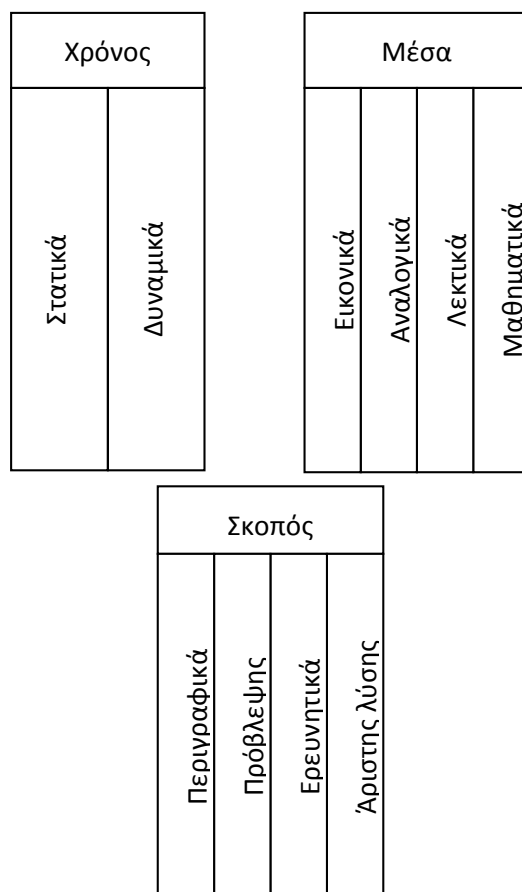 Χρόνος
Στατικά
Δυναμικά
Μέσα
Εικονικά
Αναλογικά
Λεκτικά
Μαθηματικά
Σκοπός
Περιγραφικά
Πρόβλεψης
Ερευνητικά
Άριστης λύσης